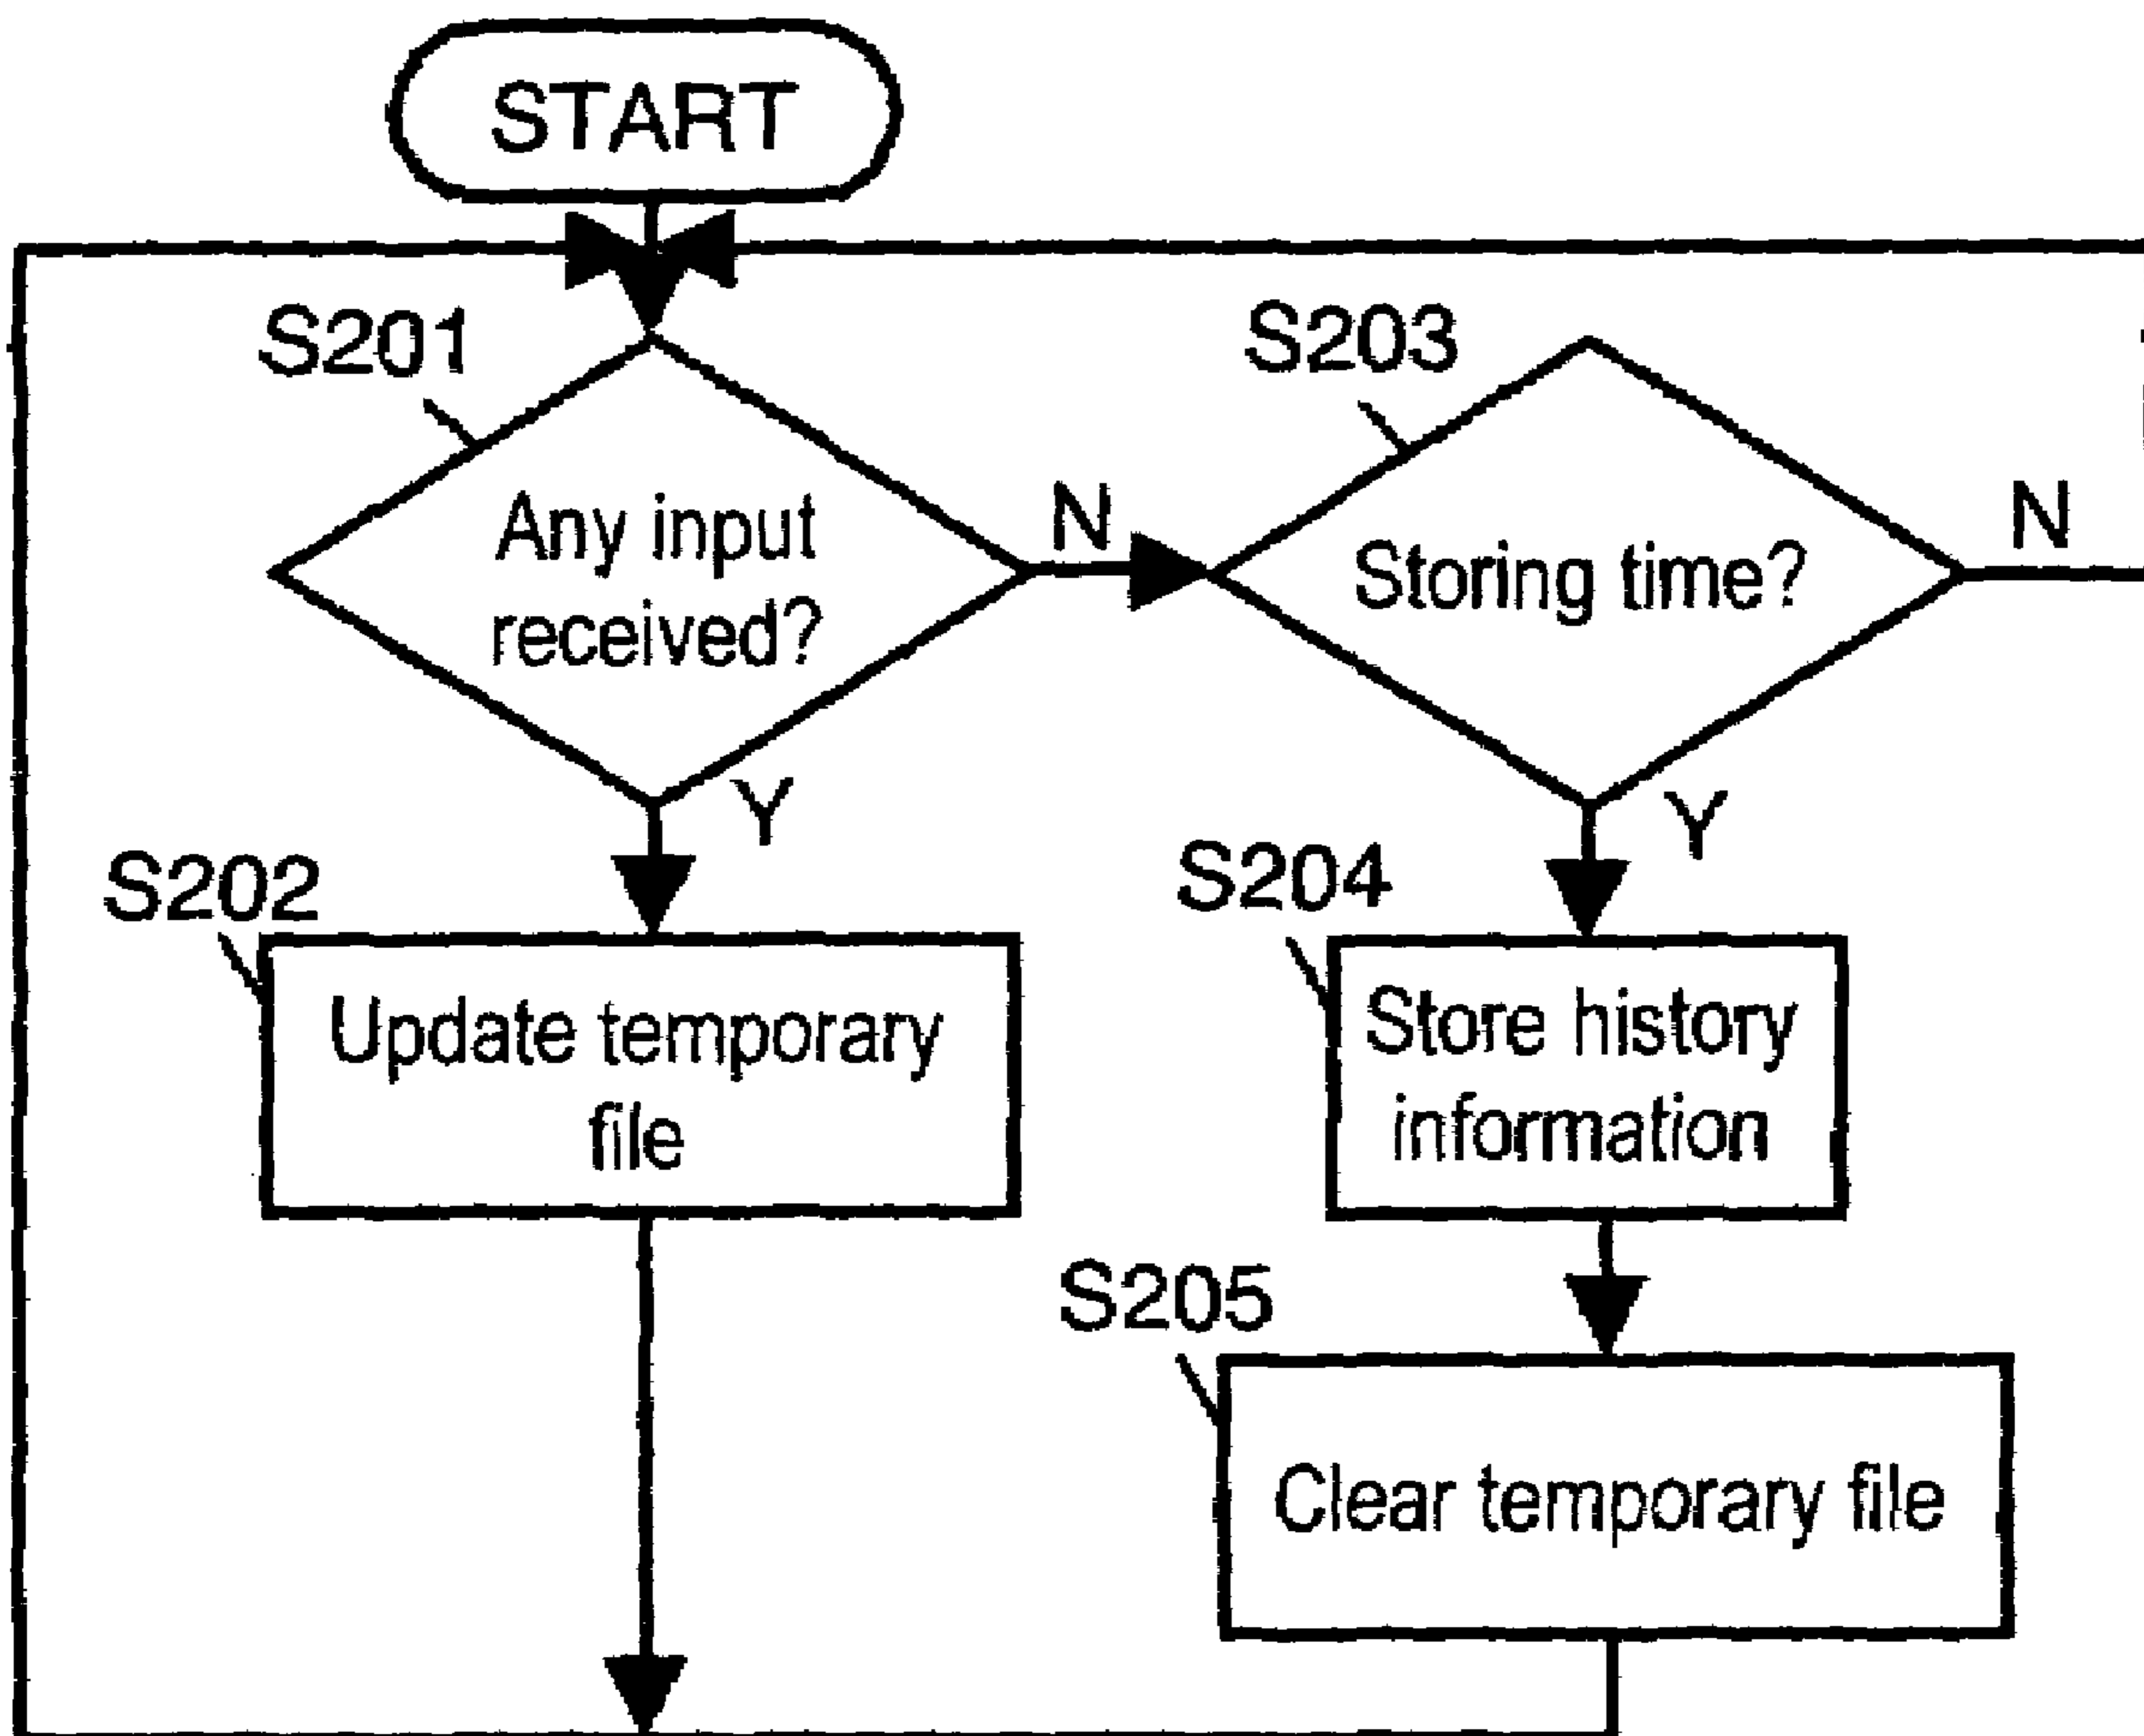 START
S201
S203
Any input
received?
N
Storing time?
N
Y
Y
S202
S204
Update temporary
file
Store history
information
S205
Clear temporary file